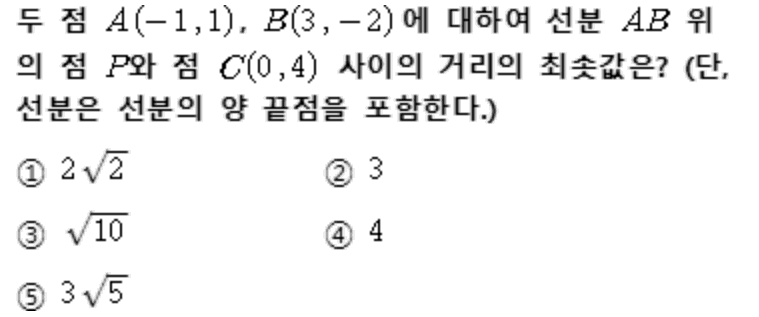 두 점 A(−1,1), B(3,−2)에 대하여 선분 AB 위
의 점 P와 점 C(0,4) 사이의 거리의 최솟값은? (단,
선분은 선분의 양 끝점을 포함한다.)
① 2√2 ② 3
③ √10 ④ 4
⑤ 3√5